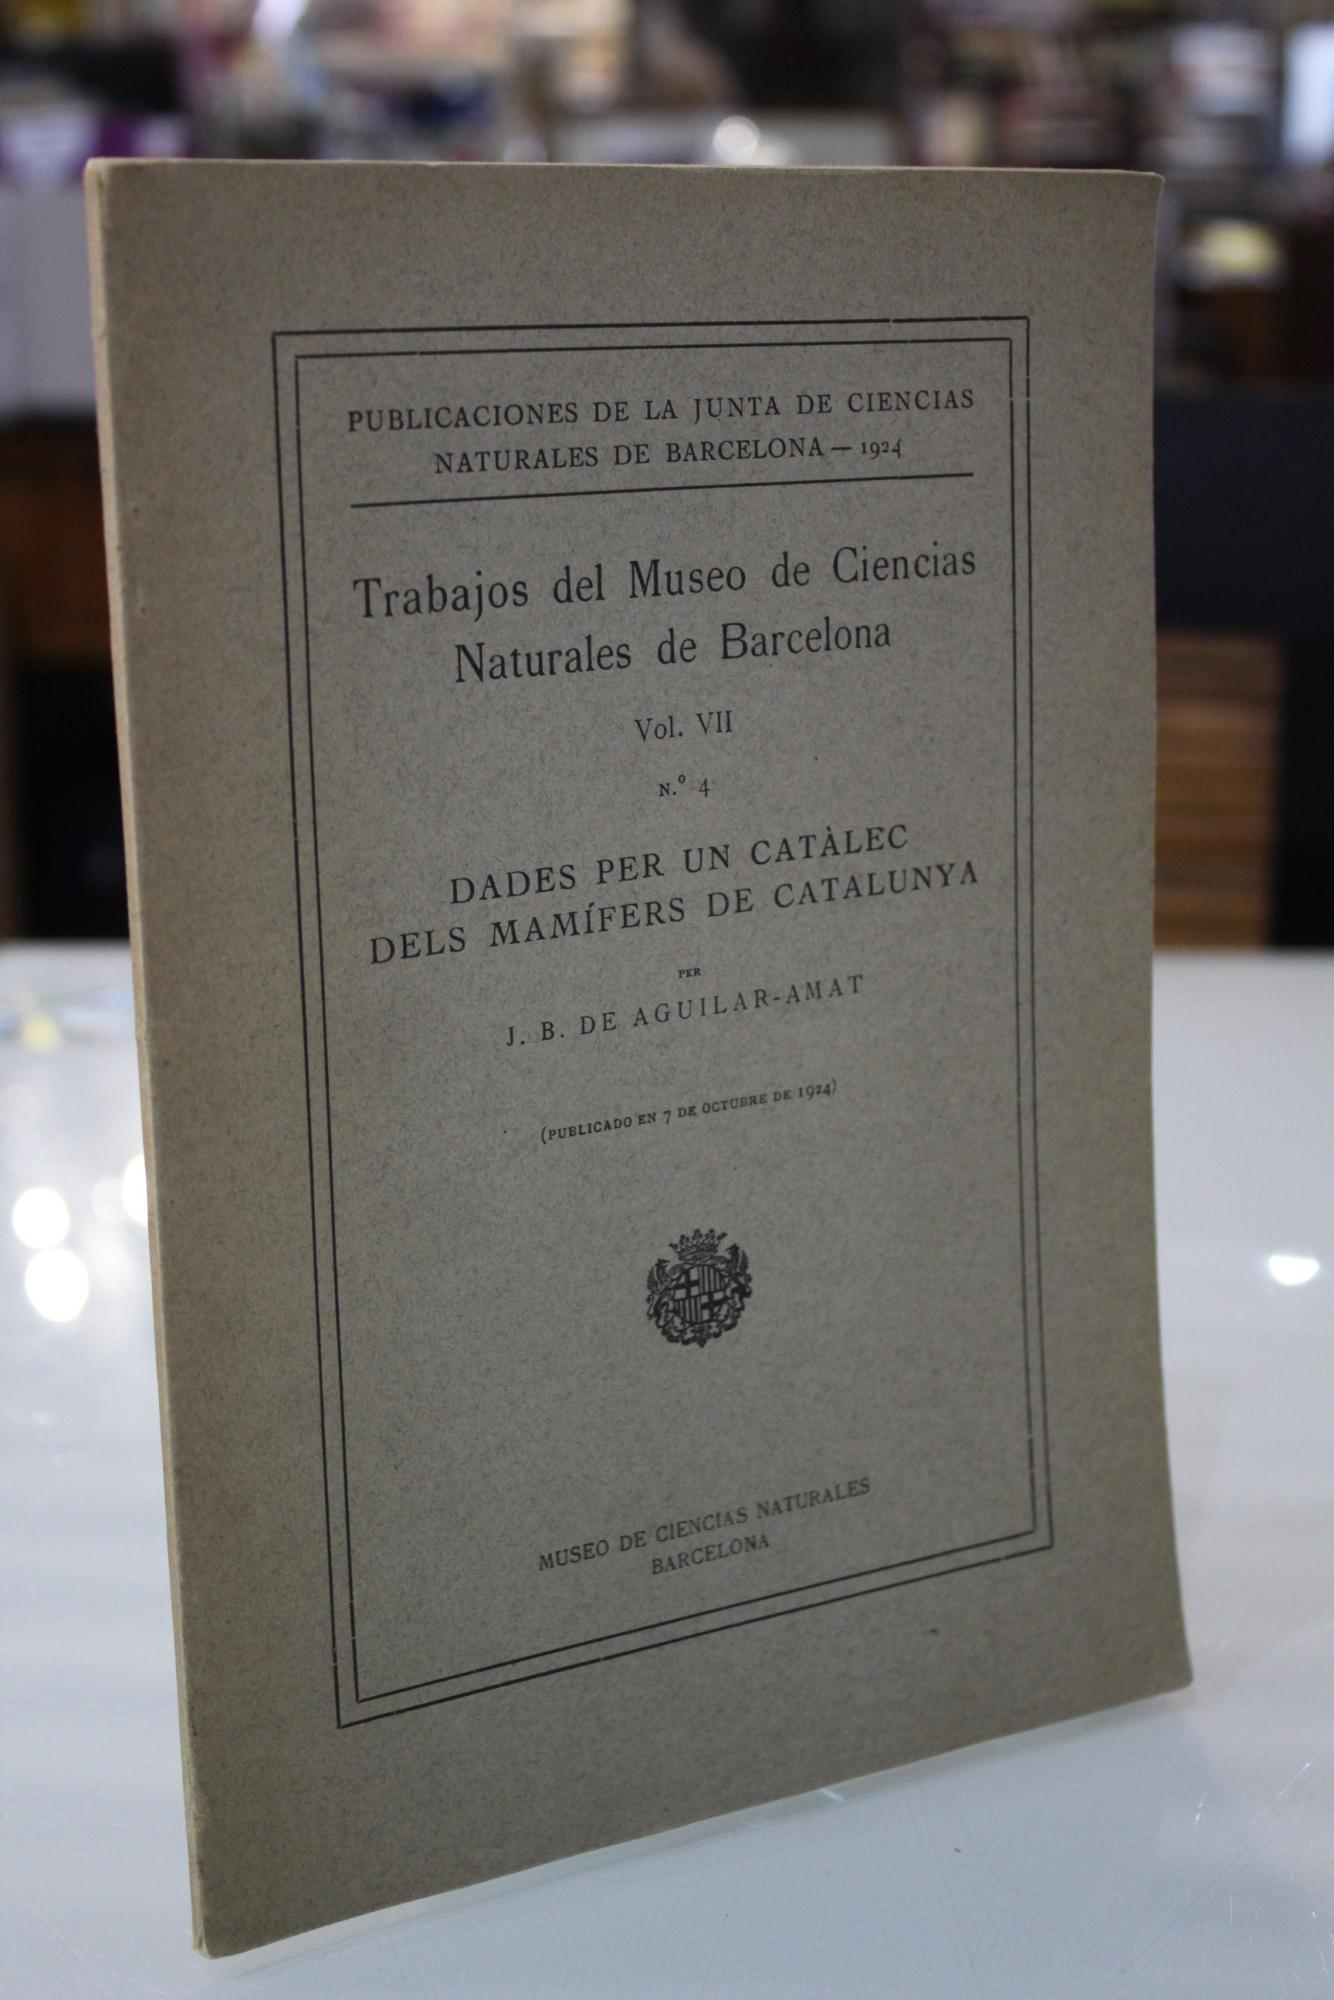 PUBLICACIONES DE LA JUNTA DE CIENCIAS
NATURALES DE BARCELONA — 1924
Trabajos del Museo de Ciencias
Naturales de Barcelona
Vol. VII
N.º 4
DADES PER UN CATÀLEC
DELS MAMÍFERS DE CATALUNYA
PER
J. B. DE AGUILAR-AMAT
(PUBLICADO EN 7 DE OCTUBRE DE 1924)
MUSEO DE CIENCIAS NATURALES
BARCELONA